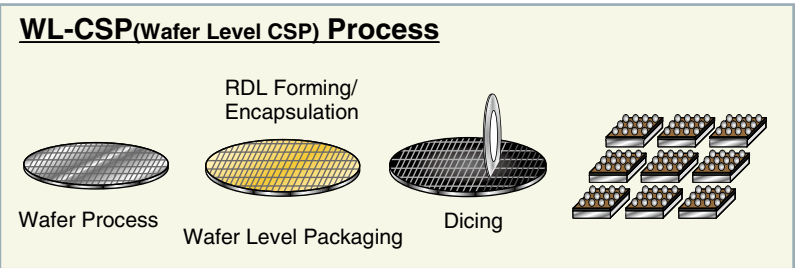 WL-CSP(Wafer Level CSP) Process
RDL Forming/
Encapsulation
Wafer Process
Wafer Level Packaging
Dicing